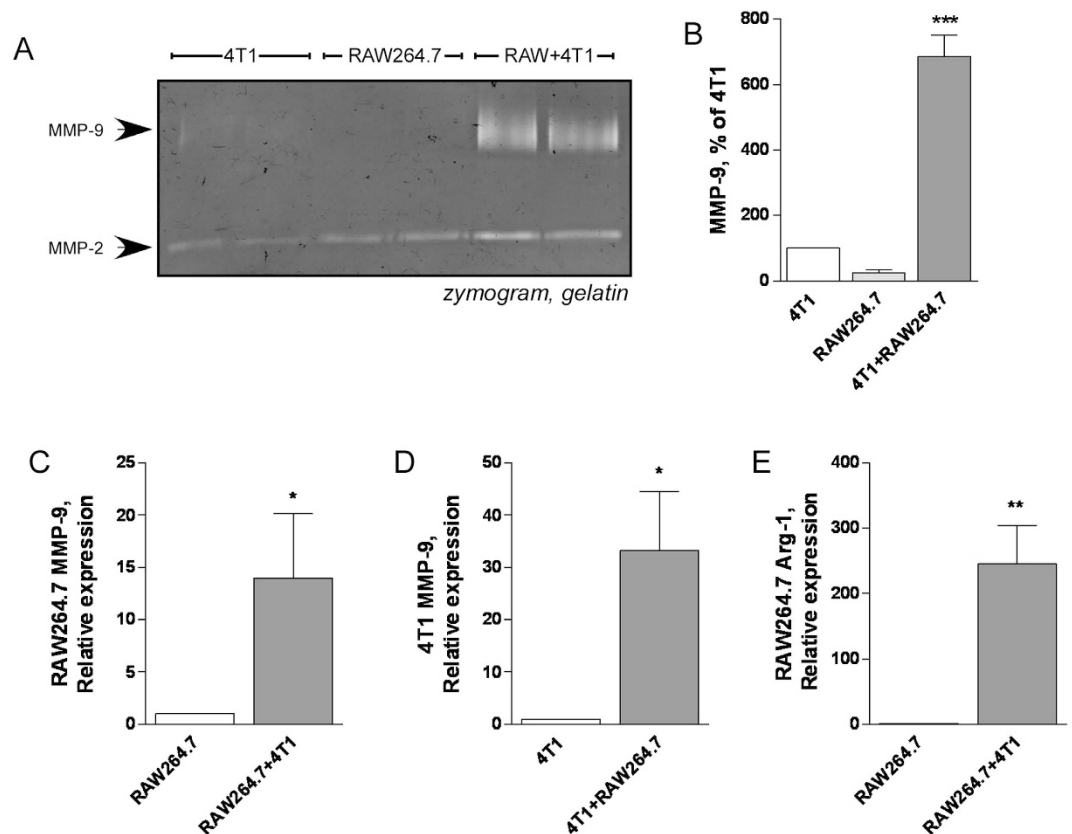 A
4T1
RAW264.7
RAW+4T1
MMP-9
MMP-2
zymogram, gelatin
B
MMP-9, % of 4T1
800
600
400
200
0
***
4T1
RAW264.7
4T1+RAW264.7
C
RAW264.7 MMP-9,
Relative expression
25
20
15
10
5
0
*
RAW264.7
RAW264.7+4T1
D
4T1 MMP-9,
Relative expression
50
40
30
20
10
0
*
4T1
4T1+RAW264.7
E
RAW264.7 Arg-1,
Relative expression
400
300
200
100
0
**
RAW264.7
RAW264.7+4T1